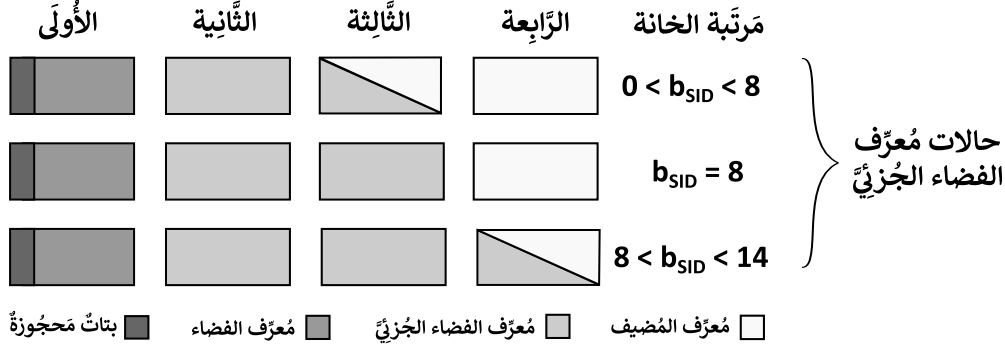 مَرتَبة الخانة الرَّابِعة الثَّالِثة الثَّانِية الأُولَى
0 < bSID < 8
bSID = 8
8 < bSID < 14
حالات مُعرِّف
الفضاء الجُزئِيَّ
مُعرِّف المُضيف مُعرِّف الفضاء الجُزئِيَّ مُعرِّف الفضاء بتاتٌ مَحجُوزةٌ